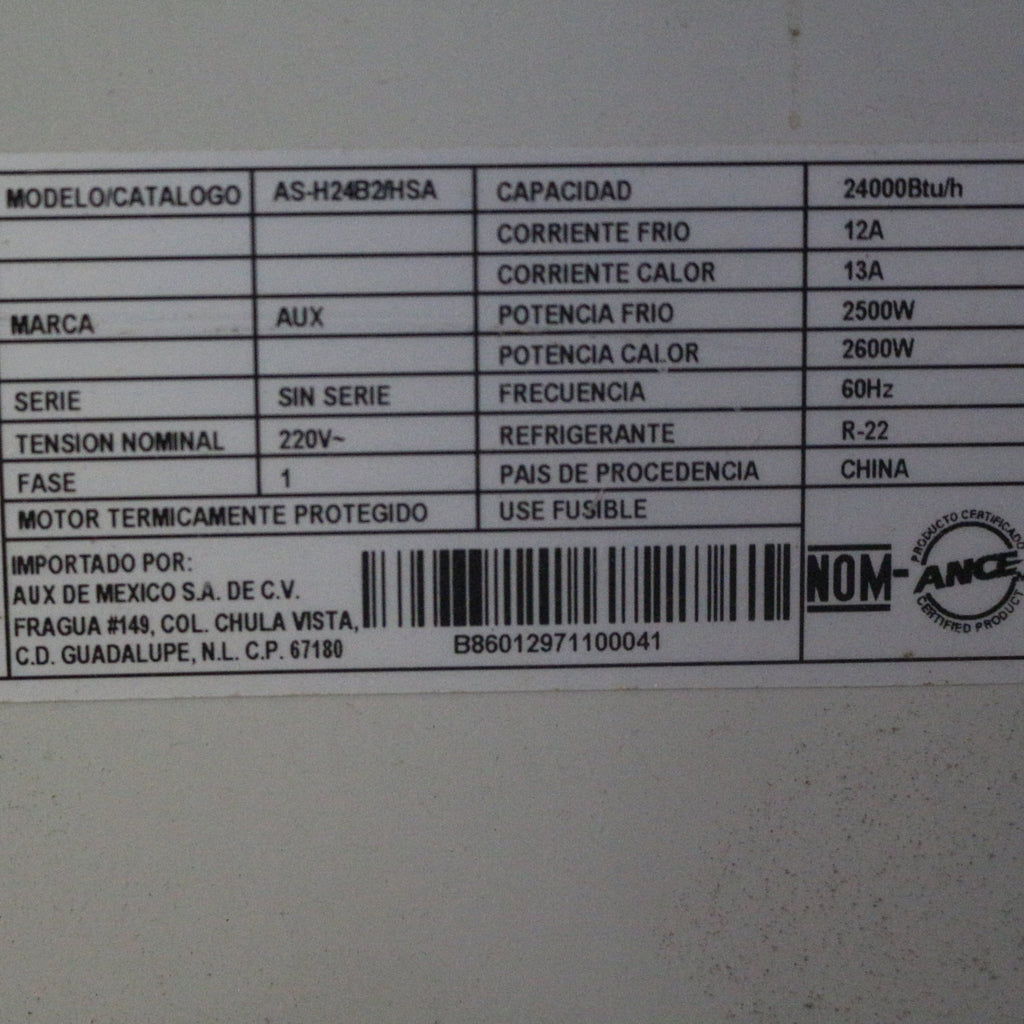 MODELO/CATALOGO AS-H24B2/HSA CAPACIDAD 24000Btu/h
CORRIENTE FRIO 12A
CORRIENTE CALOR 13A
MARCA AUX POTENCIA FRIO 2500W
POTENCIA CALOR 2600W
SERIE SIN SERIE FRECUENCIA 60Hz
TENSION NOMINAL 220V~ REFRIGERANTE R-22
FASE 1 PAIS DE PROCEDENCIA CHINA
MOTOR TERMICAMENTE PROTEGIDO USE FUSIBLE
IMPORTADO POR:
AUX DE MEXICO S.A. DE C.V.
FRAGUA #149, COL. CHULA VISTA,
C.D. GUADALUPE, N.L. C.P. 67180
B86012971100041
NOM-ANCE
PRODUCTO CERTIFICADO
CERTIFIED PRODUCT